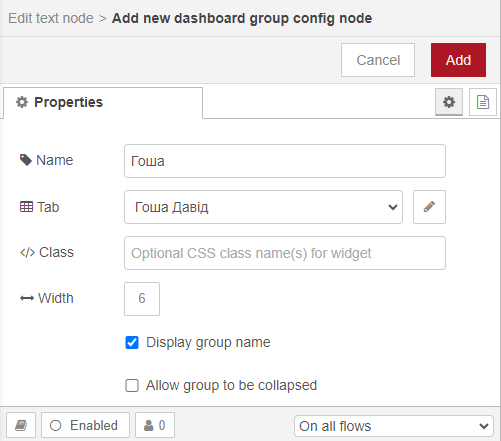 Edit text node > Add new dashboard group config node
Cancel
Add
Properties
Name
Гоша
Tab
Гоша Давід
</> Class
Optional CSS class name(s) for widget
Width
6
Display group name
Allow group to be collapsed
Enabled
0
On all flows